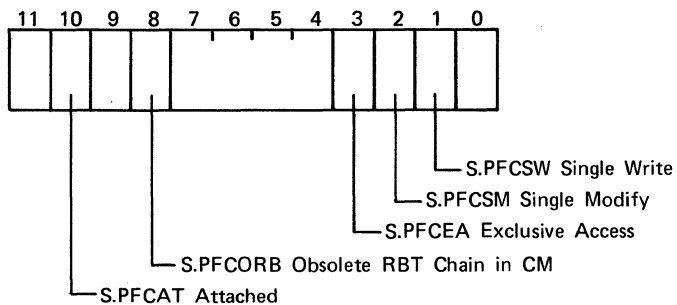 11 10 9 8 7 6 5 4 3 2 1 0
S.PFCSW Single Write
S.PFCSM Single Modify
S.PFCEA Exclusive Access
S.PFCORB Obsolete RBT Chain in CM
S.PFCAT Attached